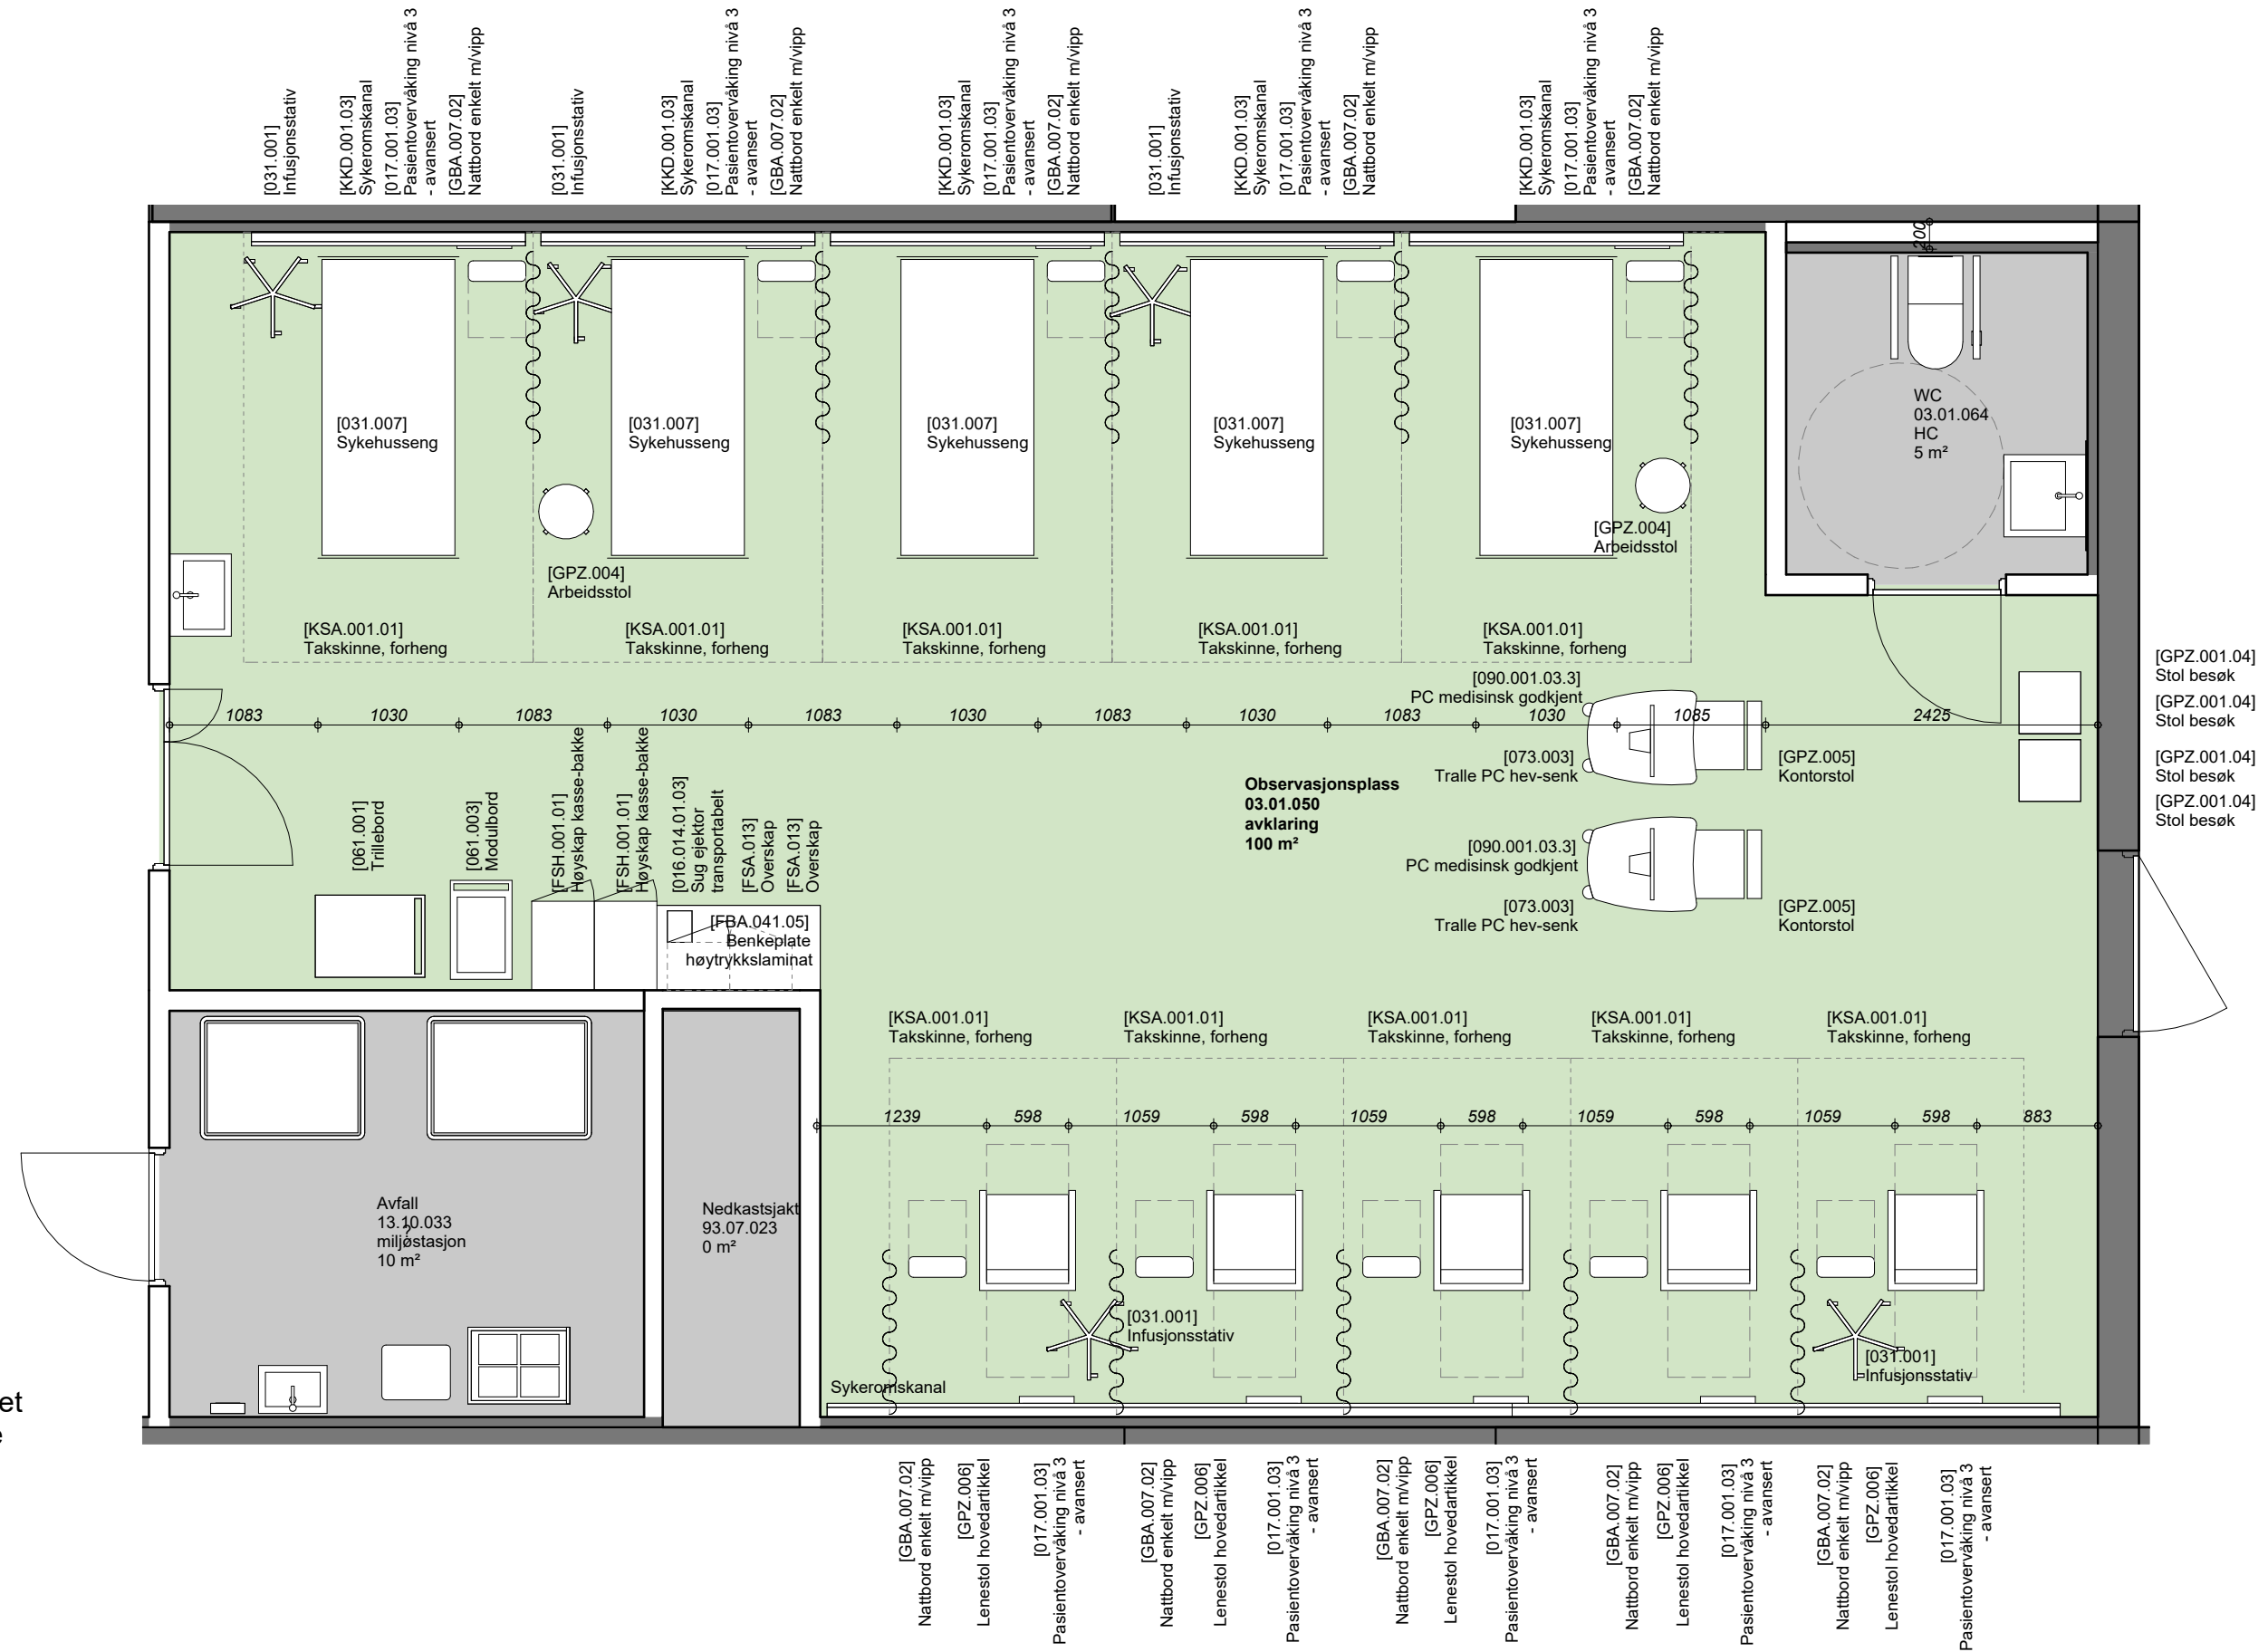 [031.001]
Infusjonsstativ
[KKD.001.03]
Sykeromskanal
[017.001.03]
Pasientovervåking nivå 3
- avansert
[GBA.007.02]
Nattbord enkelt m/vipp
[031.001]
Infusjonsstativ
[KKD.001.03]
Sykeromskanal
[017.001.03]
Pasientovervåking nivå 3
- avansert
[GBA.007.02]
Nattbord enkelt m/vipp
[KKD.001.03]
Sykeromskanal
[017.001.03]
Pasientovervåking nivå 3
- avansert
[GBA.007.02]
Nattbord enkelt m/vipp
[031.001]
Infusjonsstativ
[KKD.001.03]
Sykeromskanal
[017.001.03]
Pasientovervåking nivå 3
- avansert
[GBA.007.02]
Nattbord enkelt m/vipp
[KKD.001.03]
Sykeromskanal
[017.001.03]
Pasientovervåking nivå 3
- avansert
[GBA.007.02]
Nattbord enkelt m/vipp
200
WC
03.01.064
HC
5 m²
[031.007]
Sykehusseng
[031.007]
Sykehusseng
[031.007]
Sykehusseng
[031.007]
Sykehusseng
[031.007]
Sykehusseng
[GPZ.004]
Arbeidsstol
[GPZ.004]
Arbeidsstol
[KSA.001.01]
Takskinne, forheng
[KSA.001.01]
Takskinne, forheng
[KSA.001.01]
Takskinne, forheng
[KSA.001.01]
Takskinne, forheng
[KSA.001.01]
Takskinne, forheng
[GPZ.001.04]
Stol besøk
[GPZ.001.04]
Stol besøk
[GPZ.001.04]
Stol besøk
[GPZ.001.04]
Stol besøk
[090.001.03.3]
PC medisinsk godkjent
1083 1030 1083 1030 1083 1030 1083 1030 1083 1030 1085 2425
[073.003]
Tralle PC hev-senk
[GPZ.005]
Kontorstol
Observasjonsplass
03.01.050
avklaring
100 m²
[090.001.03.3]
PC medisinsk godkjent
[073.003]
Tralle PC hev-senk
[GPZ.005]
Kontorstol
[061.001]
Trillebord
[061.003]
Modulbord
[FSH.001.01]
Høyskap kasse-bakke
[FSH.001.01]
Høyskap kasse-bakke
[016.014.01.03]
Sug ejektor
transportabelt
[FSA.013]
Overskap
[FSA.013]
Overskap
[FBA.041.05]
Benkeplate
høytrykkslaminat
[KSA.001.01]
Takskinne, forheng
[KSA.001.01]
Takskinne, forheng
[KSA.001.01]
Takskinne, forheng
[KSA.001.01]
Takskinne, forheng
[KSA.001.01]
Takskinne, forheng
1239 598 1059 598 1059 598 1059 598 1059 598 883
Avfall
13.10.033
?
miljøstasjon
10 m²
Nedkastsjakt
93.07.023
0 m²
[031.001]
Infusjonsstativ
[031.001]
Infusjonsstativ
Sykeromskanal
et
[GBA.007.02]
Nattbord enkelt m/vipp
[GPZ.006]
Lenestol hovedartikkel
[017.001.03]
Pasientovervåking nivå 3
- avansert
[GBA.007.02]
Nattbord enkelt m/vipp
[GPZ.006]
Lenestol hovedartikkel
[017.001.03]
Pasientovervåking nivå 3
- avansert
[GBA.007.02]
Nattbord enkelt m/vipp
[GPZ.006]
Lenestol hovedartikkel
[017.001.03]
Pasientovervåking nivå 3
- avansert
[GBA.007.02]
Nattbord enkelt m/vipp
[GPZ.006]
Lenestol hovedartikkel
[017.001.03]
Pasientovervåking nivå 3
- avansert
[GBA.007.02]
Nattbord enkelt m/vipp
[GPZ.006]
Lenestol hovedartikkel
[017.001.03]
Pasientovervåking nivå 3
- avansert